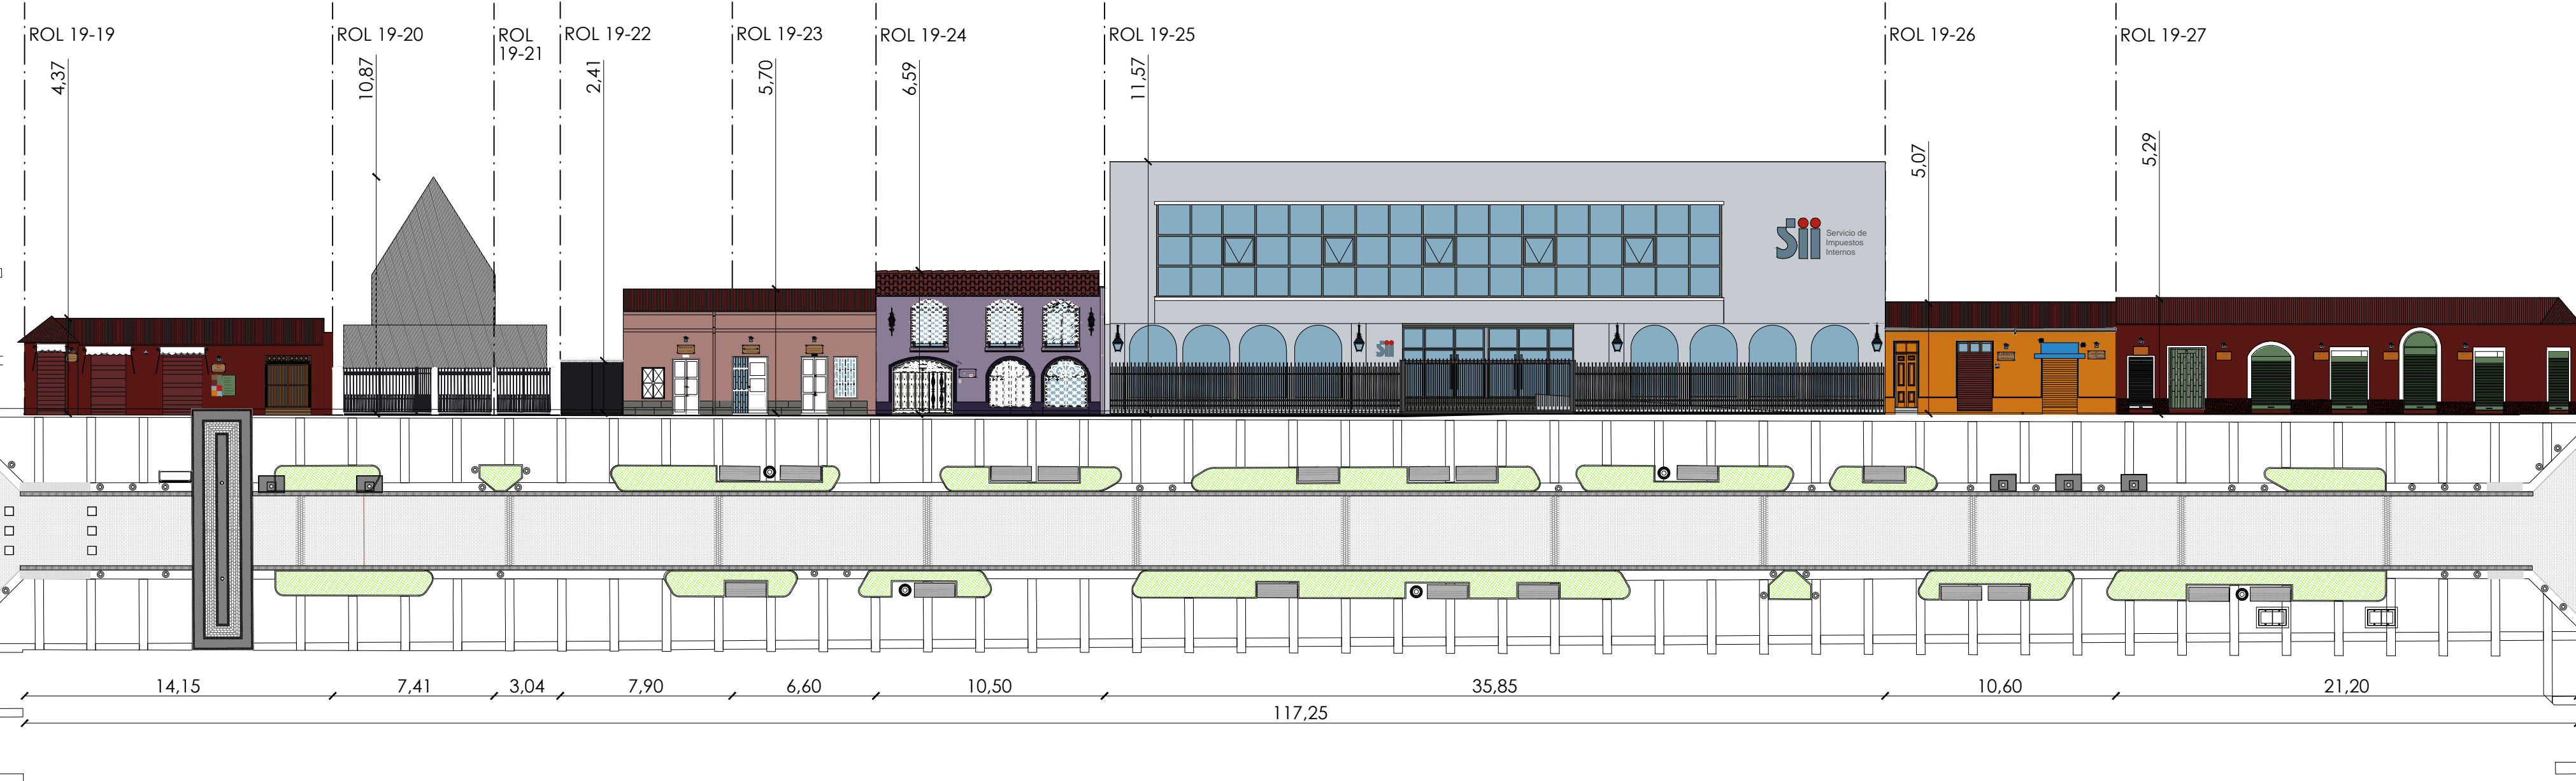 ROL 19-19
ROL 19-20
ROL
19-21
ROL 19-22
ROL 19-23
ROL 19-24
ROL 19-25
ROL 19-26
ROL 19-27
4,37
10,87
2,41
5,70
6,59
11,57
5,07
5,29
sii
Servicio de
Impuestos
Internos
sii
14,15
7,41
3,04
7,90
6,60
10,50
35,85
10,60
21,20
117,25